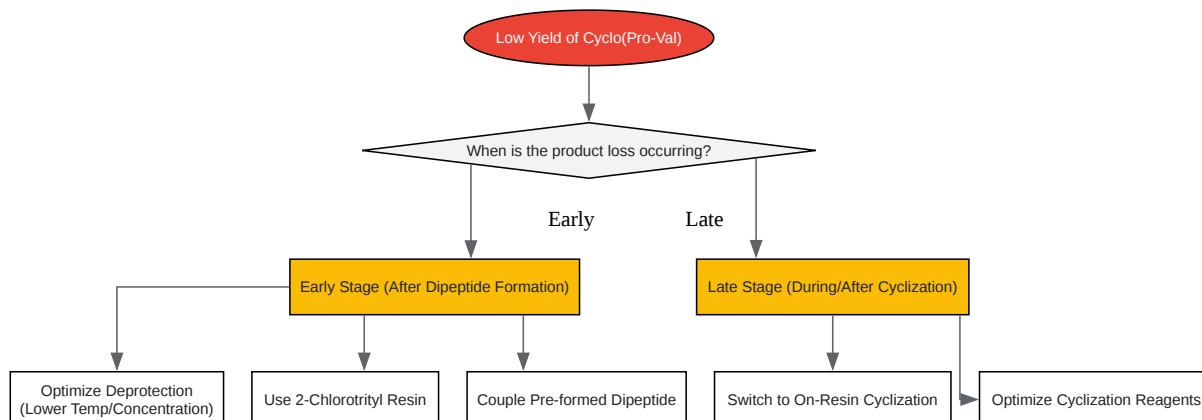 Low Yield of Cyclo(Pro-Val)
When is the product loss occurring?
Early
Late
Early Stage (After Dipeptide Formation)
Late Stage (During/After Cyclization)
Optimize Deprotection
(Lower Temp/Concentration)
Use 2-Chlorotrityl Resin
Couple Pre-formed Dipeptide
Switch to On-Resin Cyclization
Optimize Cyclization Reagents